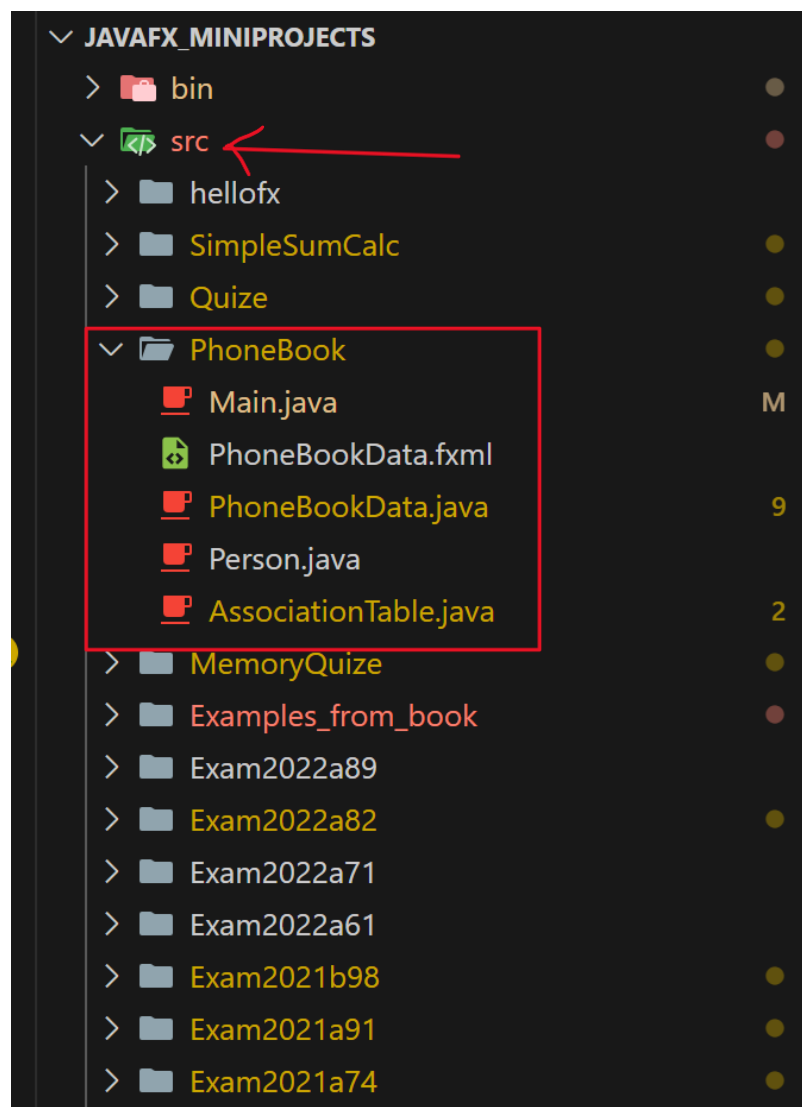 JAVAFX_MINIPROJECTS
bin
src
hellofx
SimpleSumCalc
Quize
PhoneBook
Main.java M
PhoneBookData.fxml
PhoneBookData.java 9
Person.java
AssociationTable.java 2
MemoryQuize
Examples_from_book
Exam2022a89
Exam2022a82
Exam2022a71
Exam2022a61
Exam2021b98
Exam2021a91
Exam2021a74